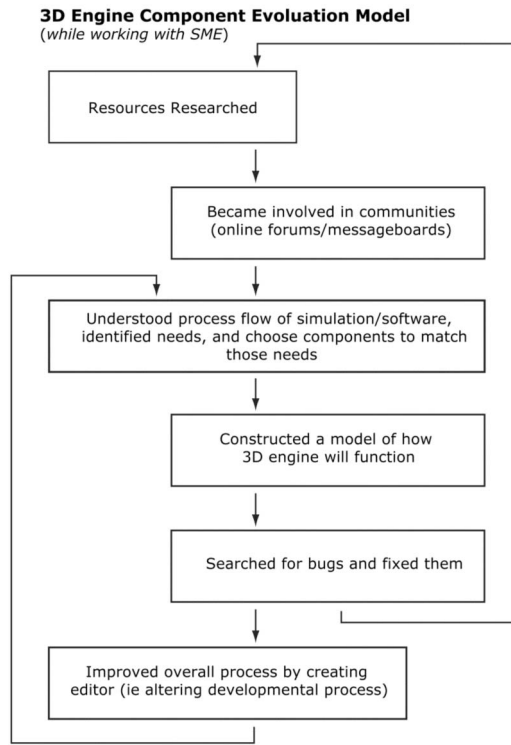 3D Engine Component Evoluation Model
(while working with SME)
Resources Researched
Became involved in communities
(online forums/messageboards)
Understood process flow of simulation/software,
identified needs, and choose components to match
those needs
Constructed a model of how
3D engine will function
Searched for bugs and fixed them
Improved overall process by creating
editor (ie altering developmental process)